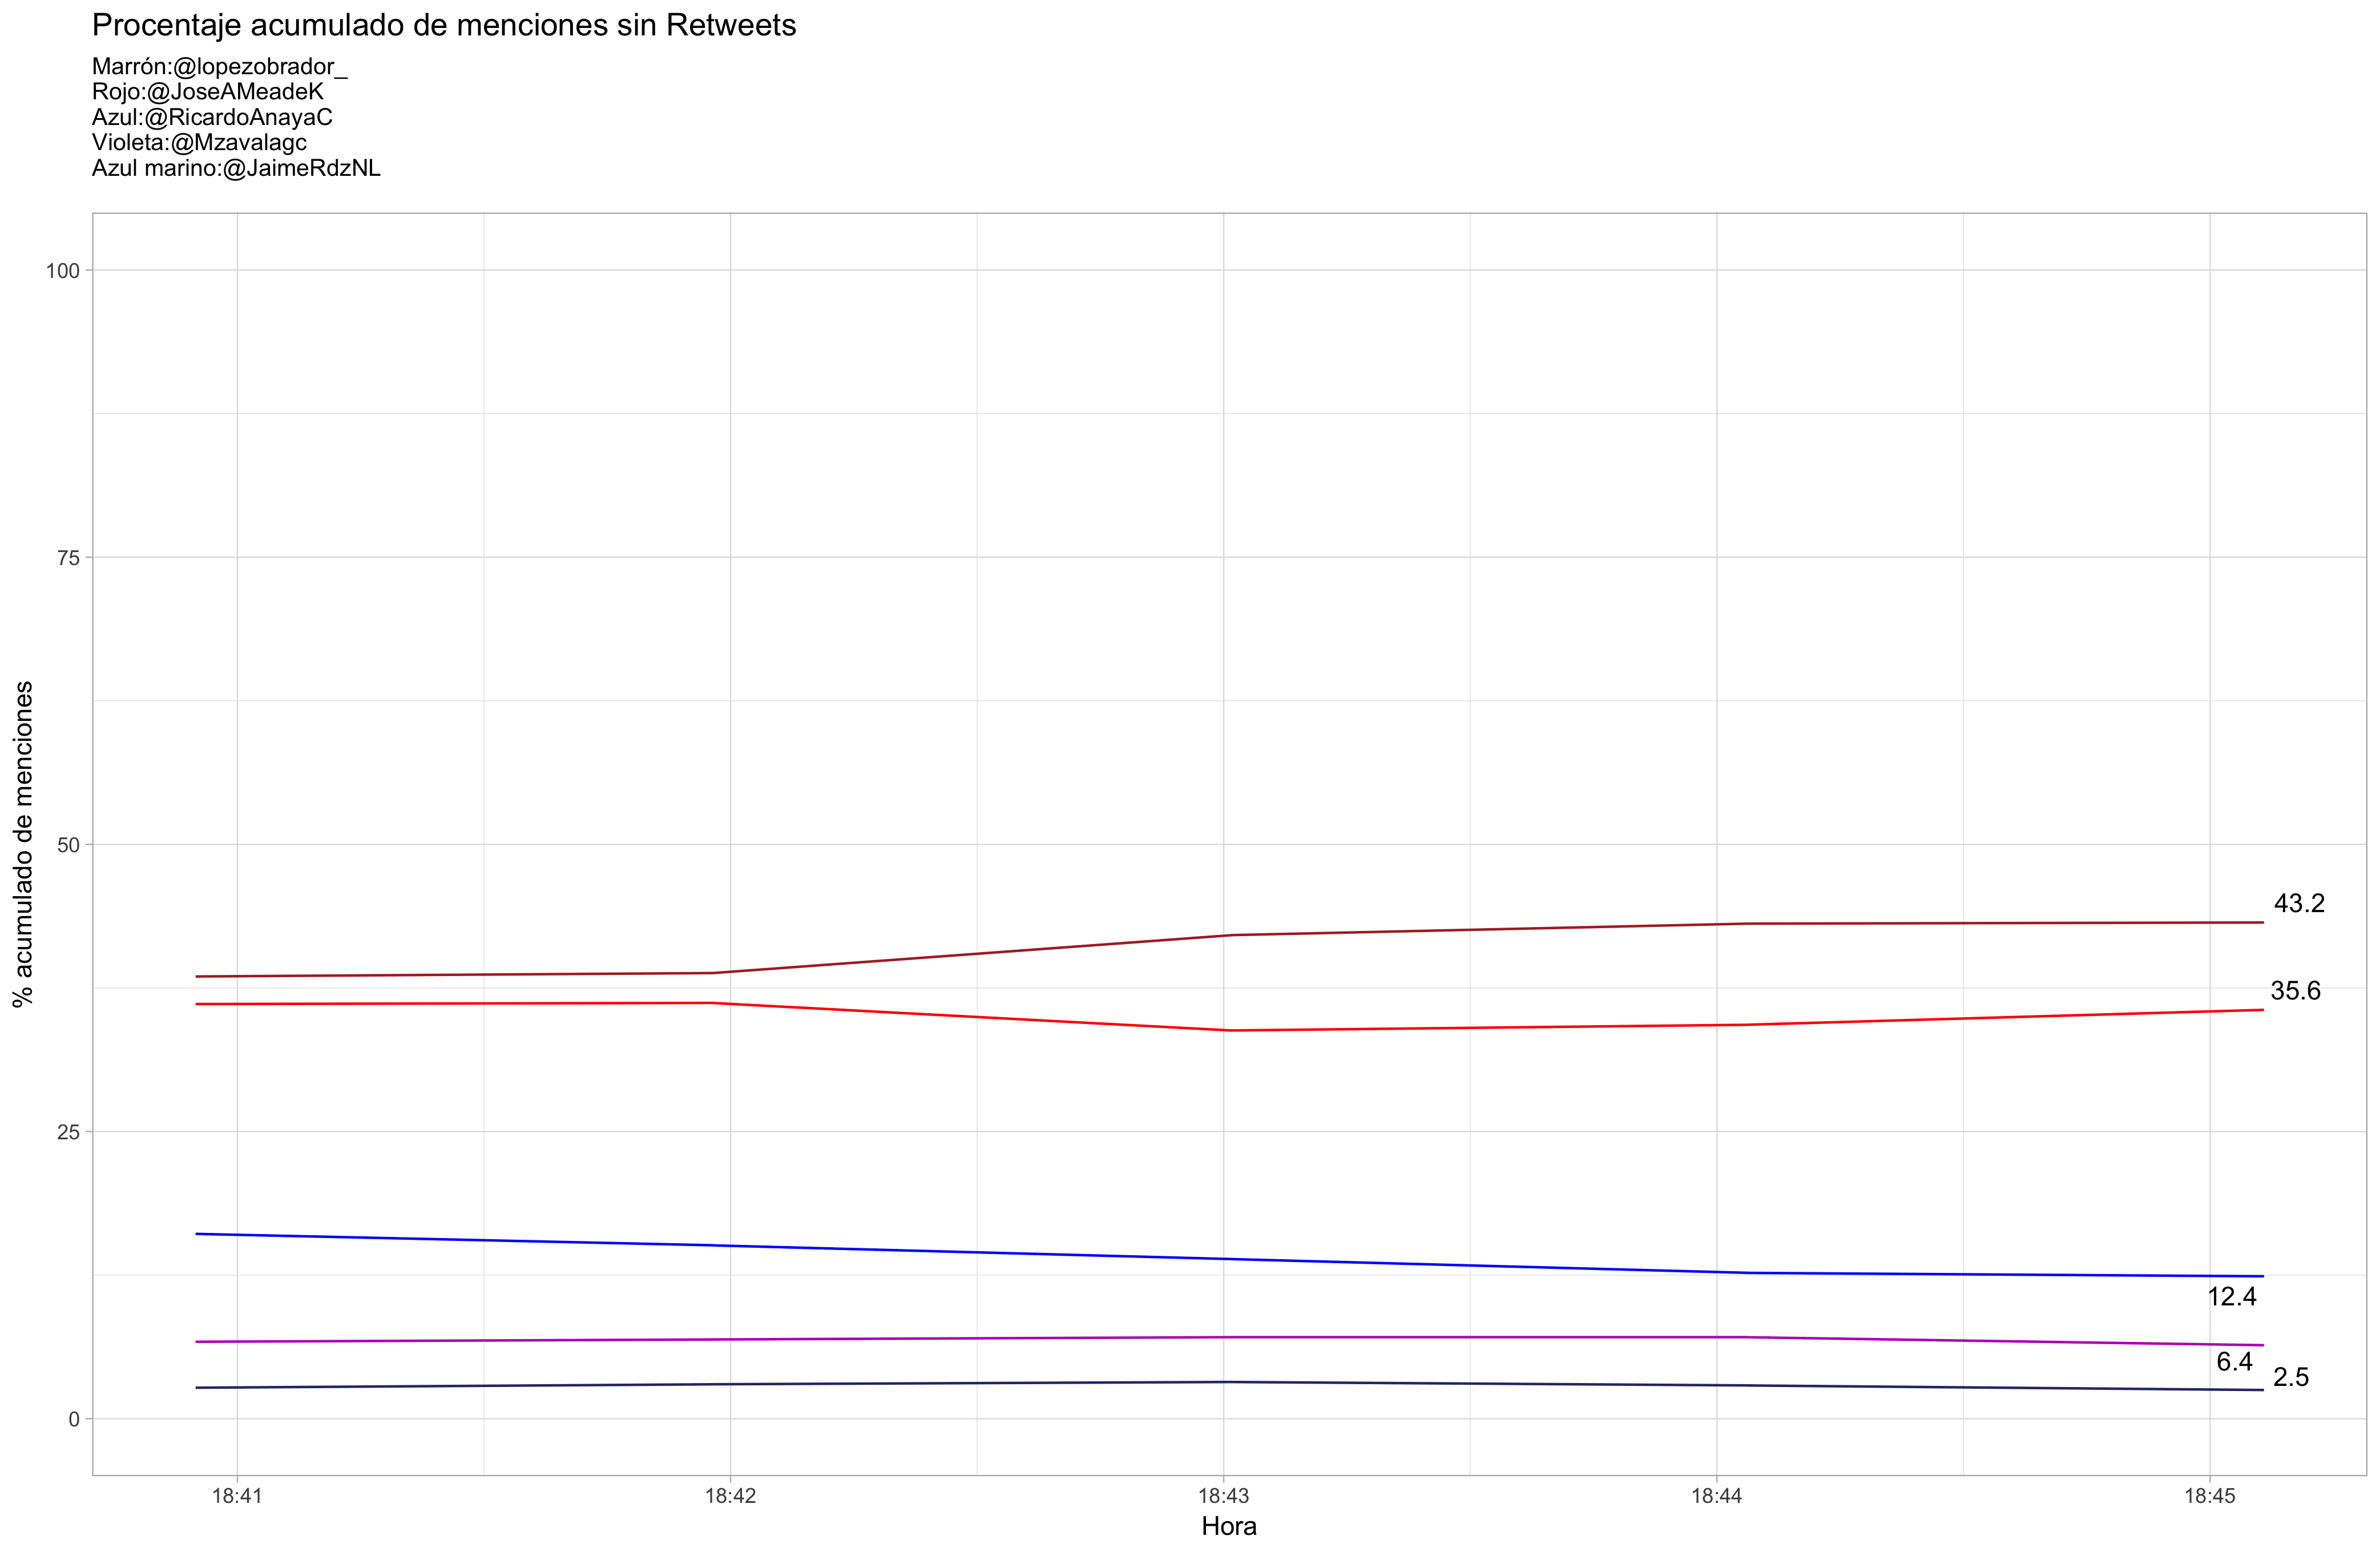 Procentaje acumulado de menciones sin Retweets
Marrón:@lopezobrador_
Rojo:@JoseAMeadeK
Azul:@RicardoAnayaC
Violeta:@Mzavalagc
Azul marino:@JaimeRdzNL
% acumulado de menciones
100
75
50
25
0
43.2
35.6
12.4
6.4
2.5
18:41
18:42
18:43
18:44
18:45
Hora